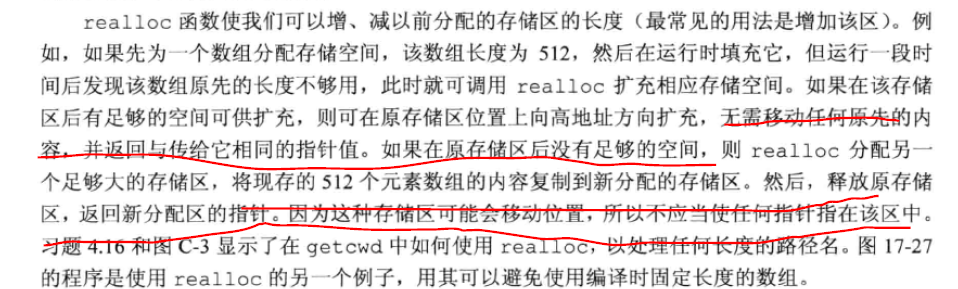 realloc 函数使我们可以增、减以前分配的存储区的长度（最常见的用法是增加该区）。例
如，如果先为一个数组分配存储空间，该数组长度为 512，然后在运行时填充它，但运行一段时
间后发现该数组原先的长度不够用，此时就可调用 realloc 扩充相应存储空间。如果在该存储
区后有足够的空间可供扩充，则可在原存储区位置上向高地址方向扩充，无需移动任何原先的内
容，并返回与传给它相同的指针值。如果在原存储区后没有足够的空间，则 realloc 分配另一
个足够大的存储区，将现存的 512 个元素数组的内容复制到新分配的存储区。然后，释放原存储
区，返回新分配区的指针。因为这种存储区可能会移动位置，所以不应当使任何指针指在该区中。
习题 4.16 和图 C-3 显示了在 getcwd 中如何使用 realloc，以处理任何长度的路径名。图 17-27
的程序是使用 realloc 的另一个例子，用其可以避免使用编译时固定长度的数组。